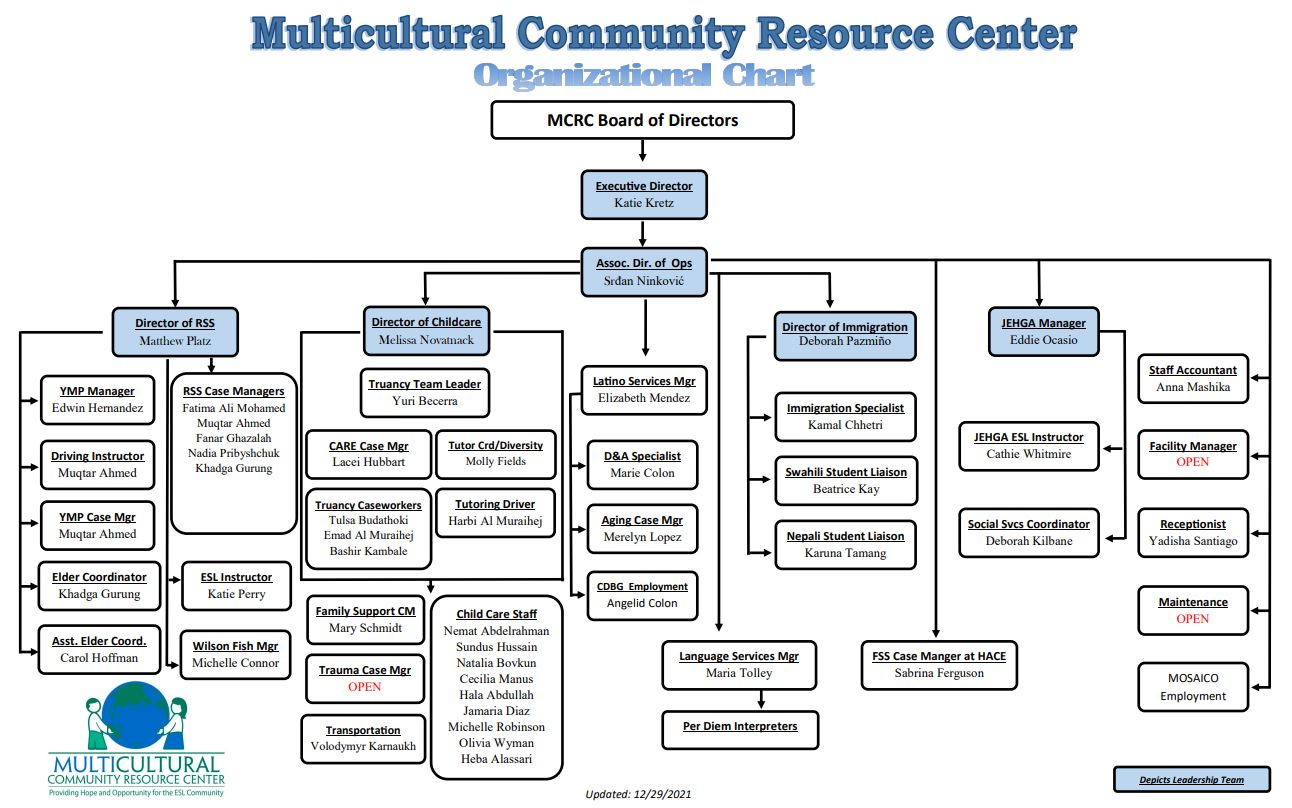 Multicultural Community Resource Center
Organizational Chart
MCRC Board of Directors
Executive Director
Katie Kretz
Assoc. Dir. of Ops
Srđan Ninković
Director of RSS
Matthew Platz
YMP Manager
Edwin Hernandez
Driving Instructor
Muqtar Ahmed
YMP Case Mgr
Muqtar Ahmed
Elder Coordinator
Khadga Gurung
Asst. Elder Coord.
Carol Hoffman
RSS Case Managers
Fatima Ali Mohamed
Muqtar Ahmed
Fanar Ghazalah
Nadia Pribyshchuk
Khadga Gurung
ESL Instructor
Katie Perry
Wilson Fish Mgr
Michelle Connor
Director of Childcare
Melissa Novatnack
Truancy Team Leader
Yuri Becerra
CARE Case Mgr
Lacei Hubbart
Tutor Crd/Diversity
Molly Fields
Truancy Caseworkers
Tulsa Budathoki
Emad Al Muraihej
Bashir Kambale
Tutoring Driver
Harbi Al Muraihej
Family Support CM
Mary Schmidt
Trauma Case Mgr
OPEN
Transportation
Volodymyr Karnaukh
Child Care Staff
Nemat Abdelrahman
Sundus Hussain
Natalia Bovkun
Cecilia Manus
Hala Abdullah
Jamaria Diaz
Michelle Robinson
Olivia Wyman
Heba Alassari
Latino Services Mgr
Elizabeth Mendez
D&A Specialist
Marie Colon
Aging Case Mgr
Merelyn Lopez
CDBG Employment
Angelid Colon
Language Services Mgr
Maria Tolley
Per Diem Interpreters
Director of Immigration
Deborah Pazmiño
Immigration Specialist
Kamal Chhetri
Swahili Student Liaison
Beatrice Kay
Nepali Student Liaison
Karuna Tamang
FSS Case Manger at HACE
Sabrina Ferguson
JEHGA Manager
Eddie Ocasio
JEHGA ESL Instructor
Cathie Whitmire
Social Svcs Coordinator
Deborah Kilbane
Staff Accountant
Anna Mashika
Facility Manager
OPEN
Receptionist
Yadisha Santiago
Maintenance
OPEN
MOSAICO
Employment
MULTICULTURAL
COMMUNITY RESOURCE CENTER
Providing Hope and Opportunity for the ESL Community
Updated: 12/29/2021
Depicts Leadership Team